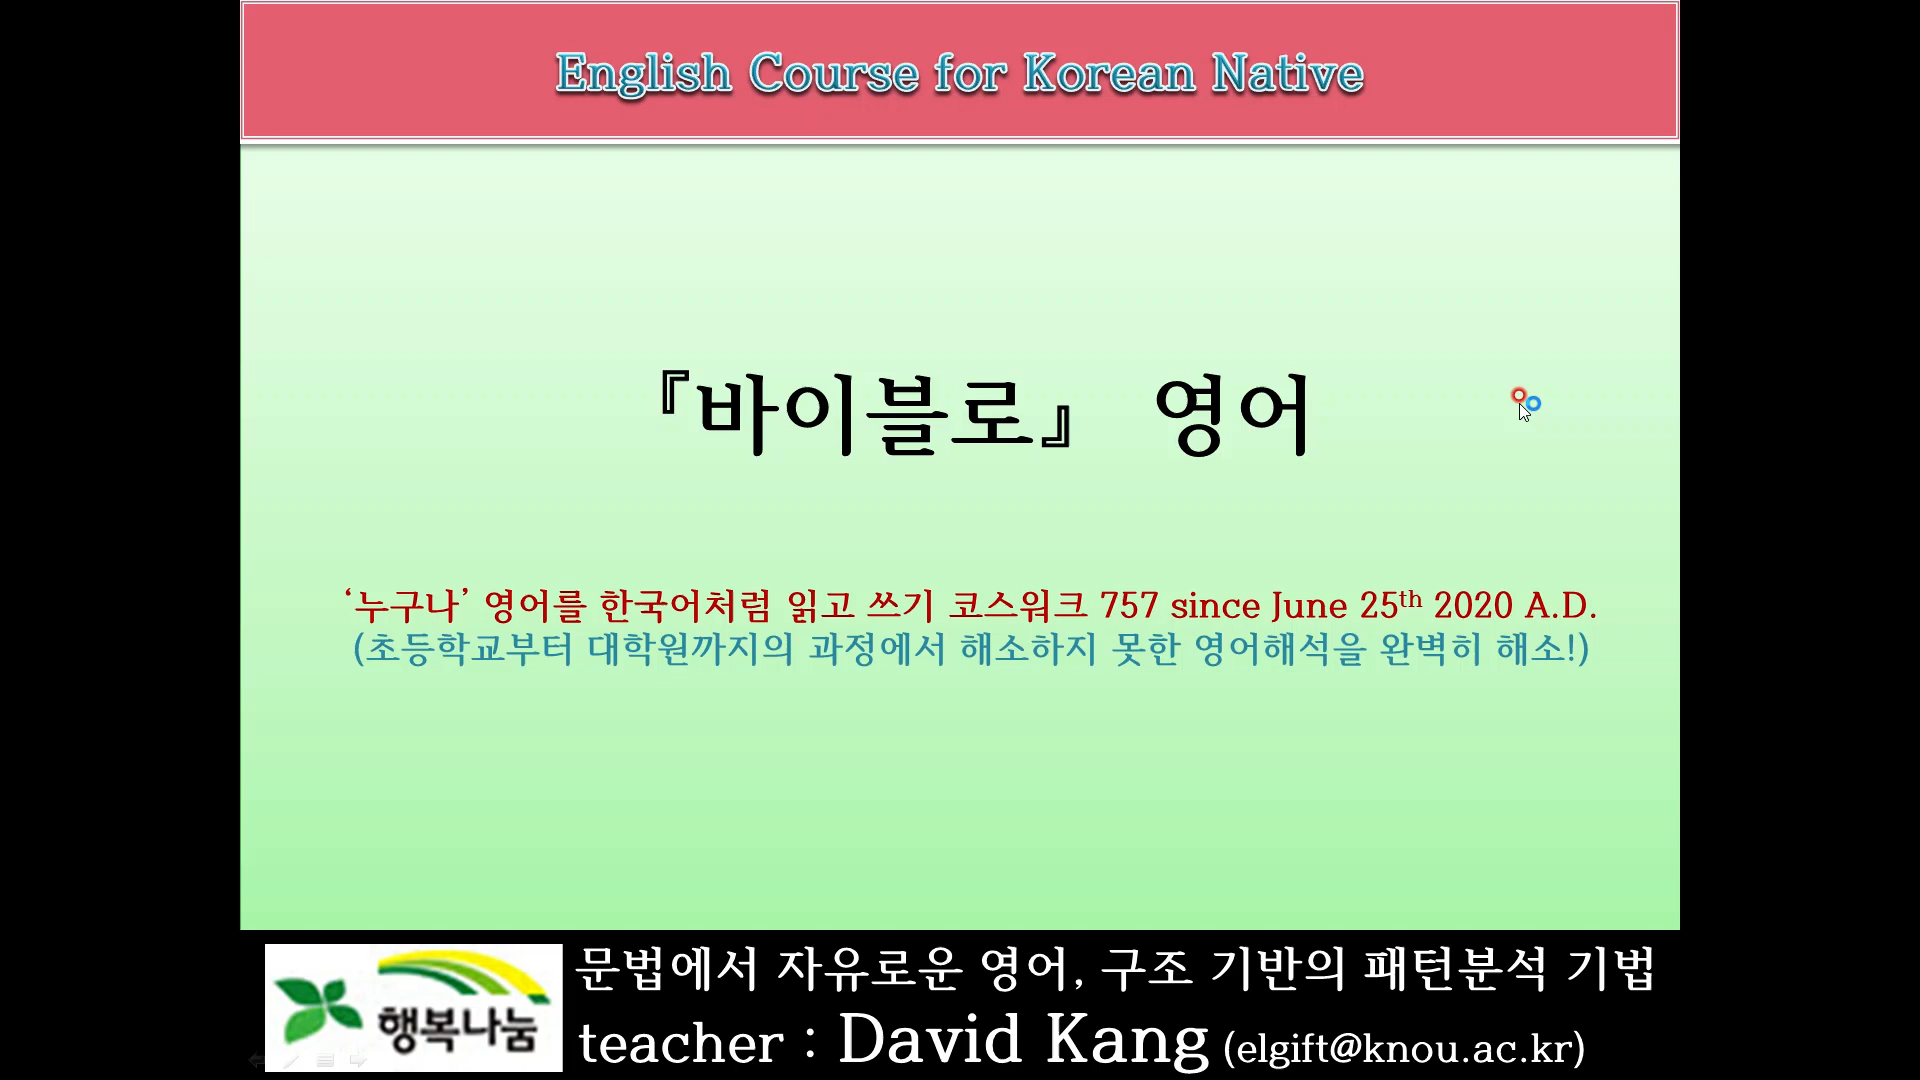 English Course for Korean Native
『바이블로』 영어
‘누구나’ 영어를 한국어처럼 읽고 쓰기 코스워크 757 since June 25th 2020 A.D.
(초등학교부터 대학원까지의 과정에서 해소하지 못한 영어해석을 완벽히 해소!)
행복나눔
문법에서 자유로운 영어, 구조 기반의 패턴분석 기법
teacher : David Kang (elgift@knou.ac.kr)